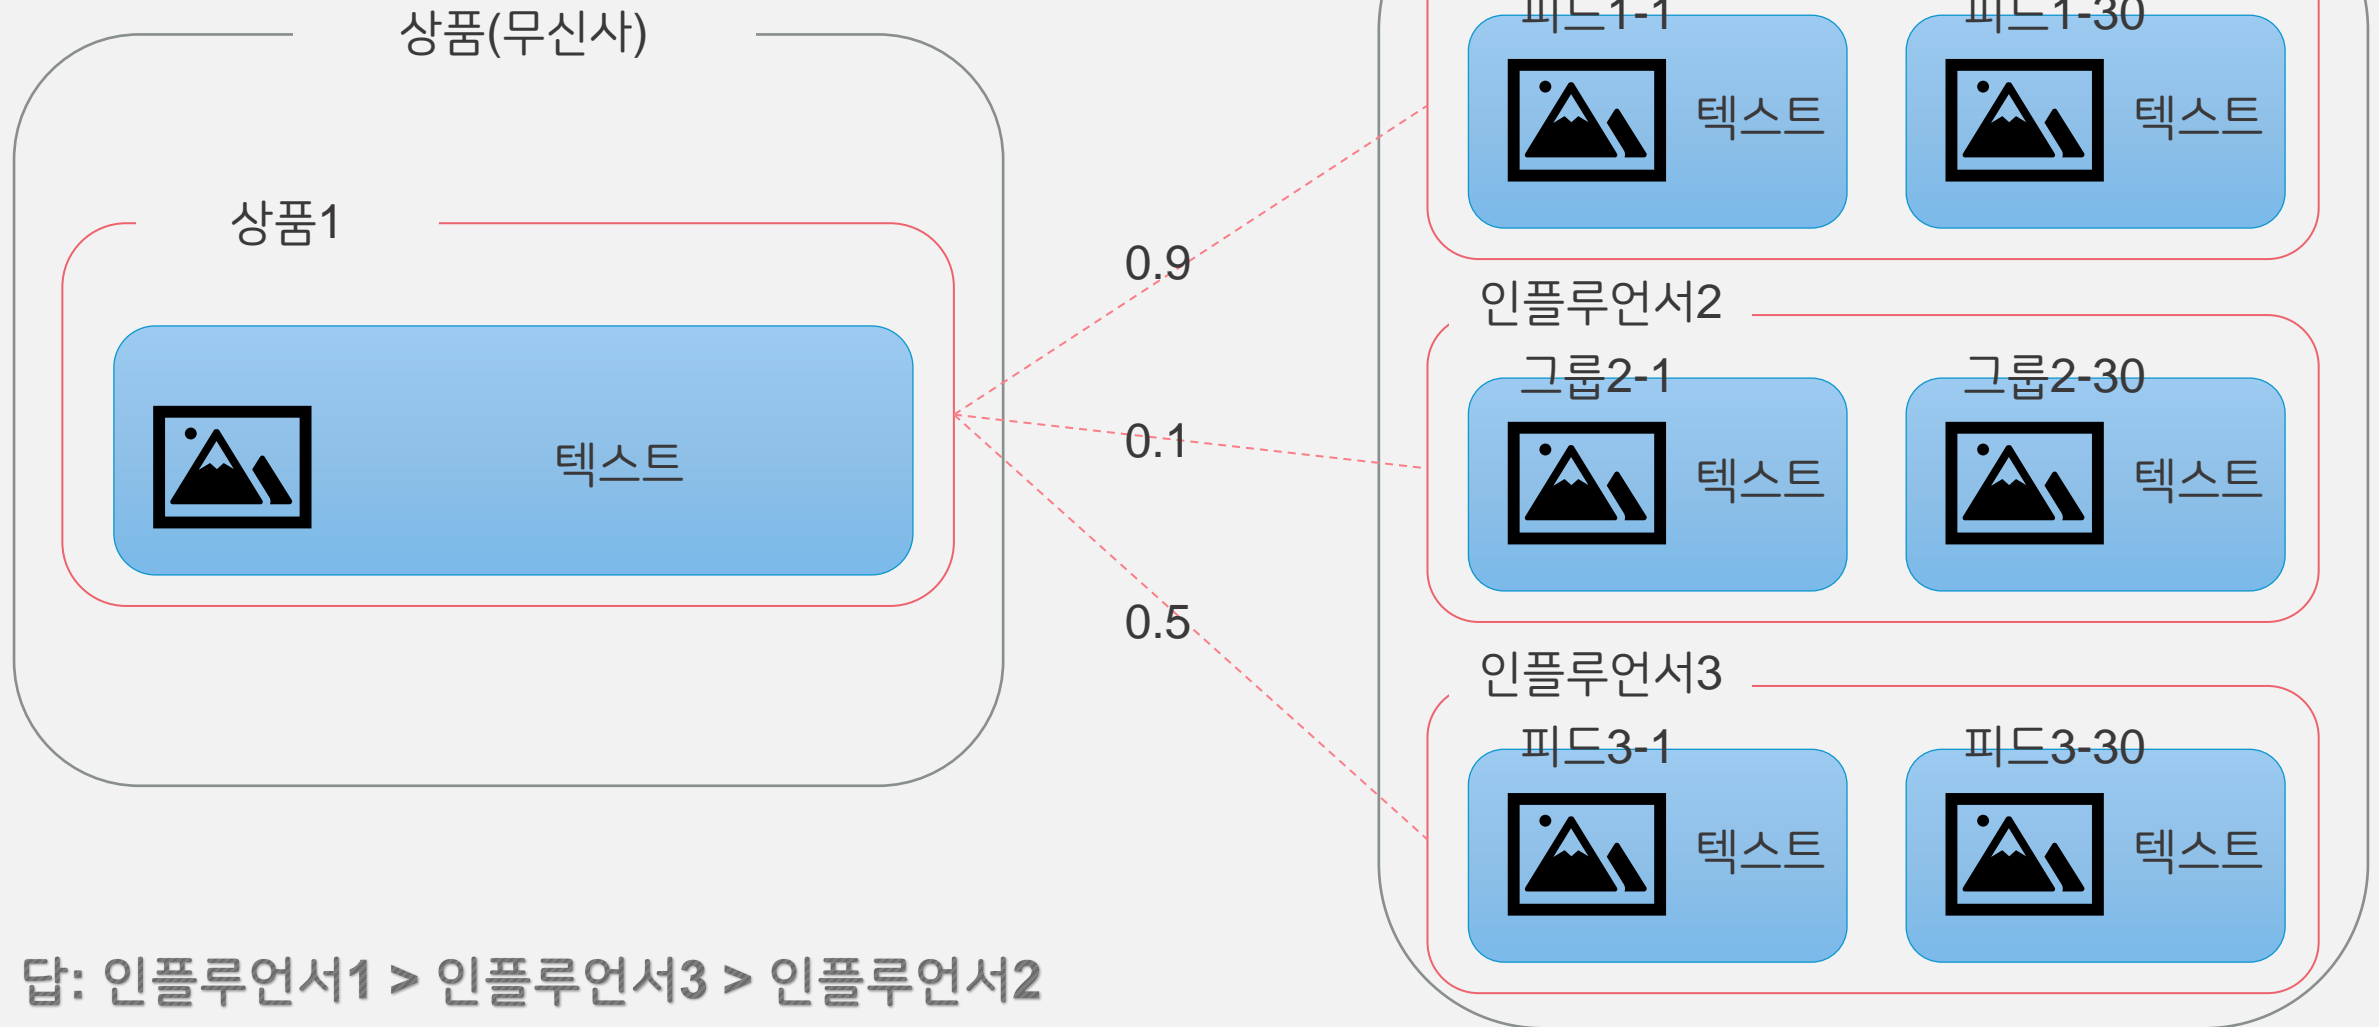 상품(무신사)
상품1
텍스트
0.9
0.1
0.5
피드1-1
피드1-30
텍스트
텍스트
인플루언서2
그룹2-1
그룹2-30
텍스트
텍스트
인플루언서3
피드3-1
피드3-30
텍스트
텍스트
답: 인플루언서1 > 인플루언서3 > 인플루언서2